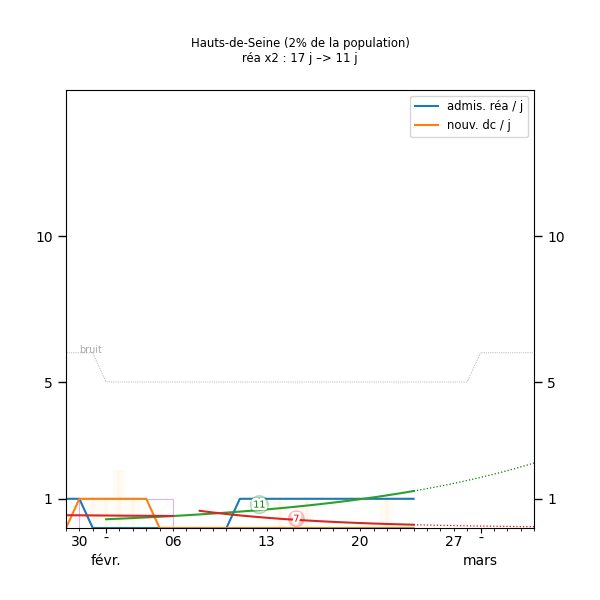 Hauts-de-Seine (2% de la population)
réa x2 : 17 j –> 11 j
admis. réa / j
nouv. dc / j
10
10
bruit
5
5
11
7
1
1
30
06
13
20
27
févr.
mars